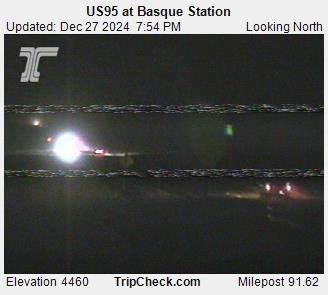 US95 at Basque Station
Updated: Dec 27 2024 7:54 PM Looking North
Elevation 4460 TripCheck.com Milepost 91.62